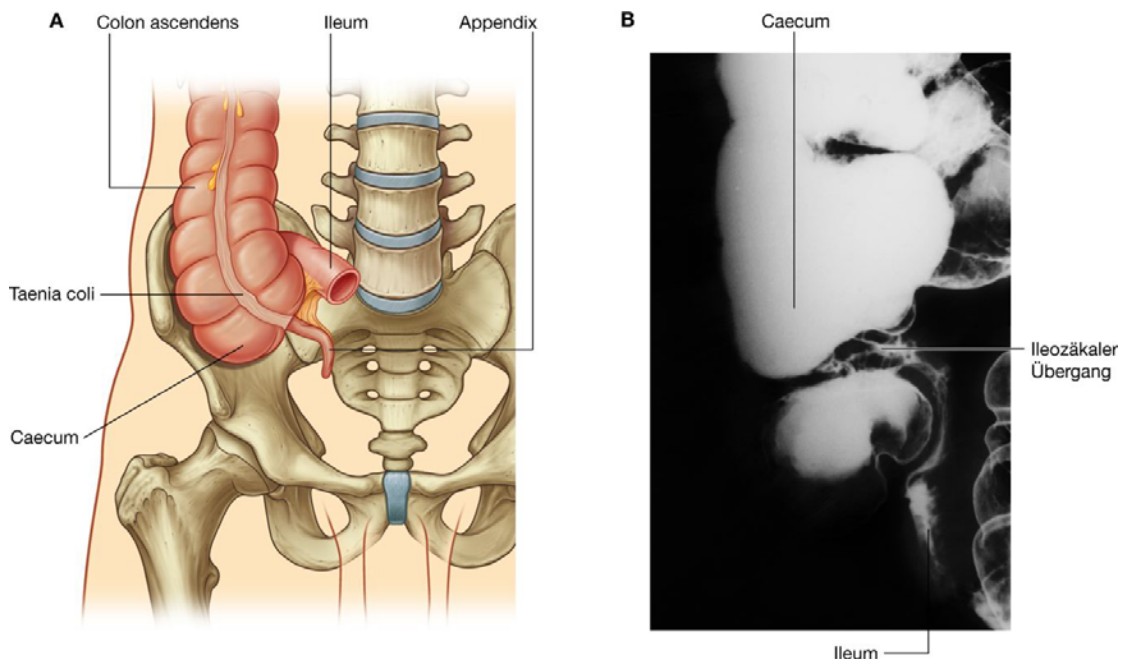 A
Colon ascendens
Ileum
Appendix
Taenia coli
Caecum
B
Caecum
Ileozäkaler
Übergang
Ileum